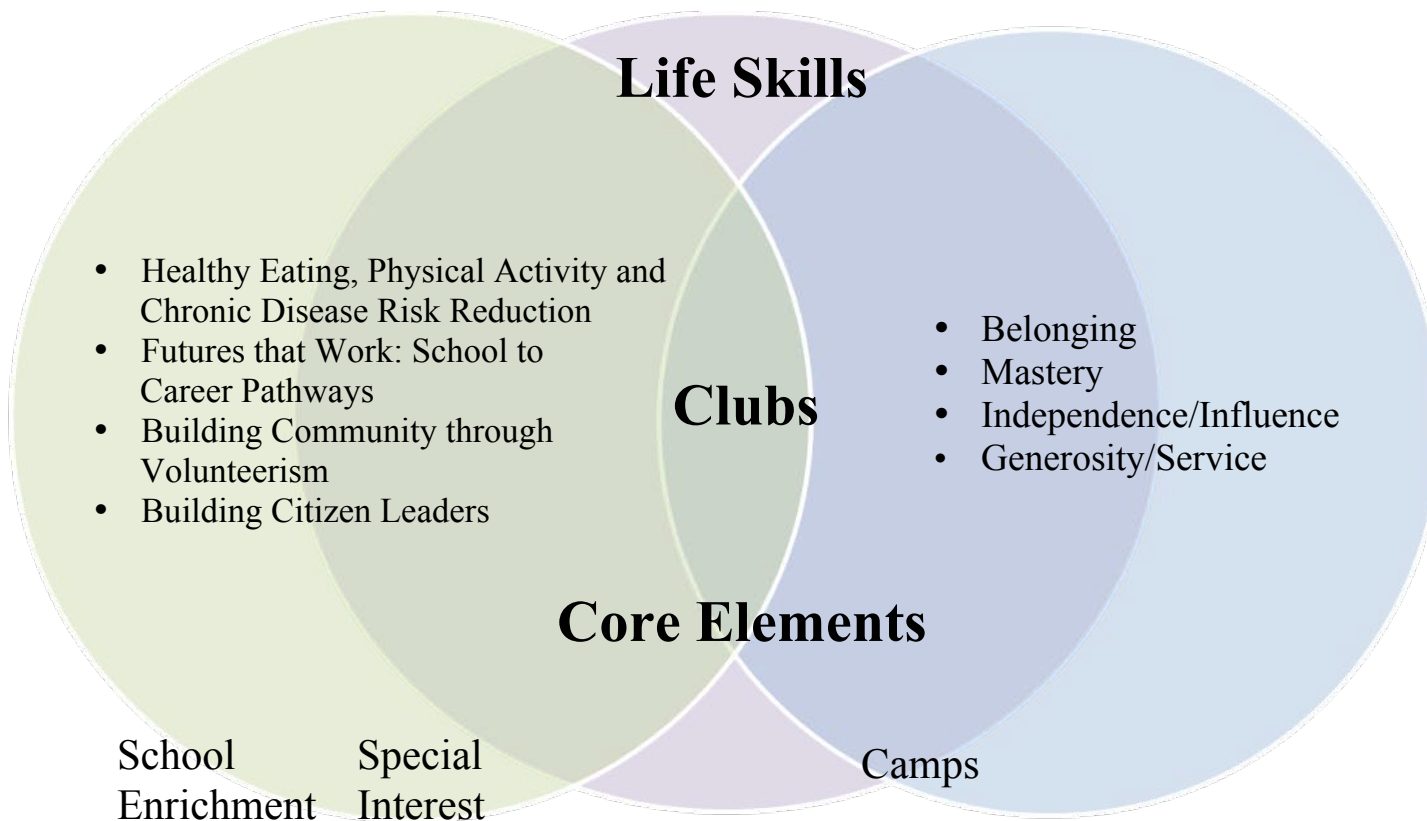 Life Skills
• Healthy Eating, Physical Activity and
Chronic Disease Risk Reduction
• Futures that Work: School to
Career Pathways
• Building Community through
Volunteerism
• Building Citizen Leaders
Clubs
• Belonging
• Mastery
• Independence/Influence
• Generosity/Service
Core Elements
School
Enrichment
Special
Interest
Camps